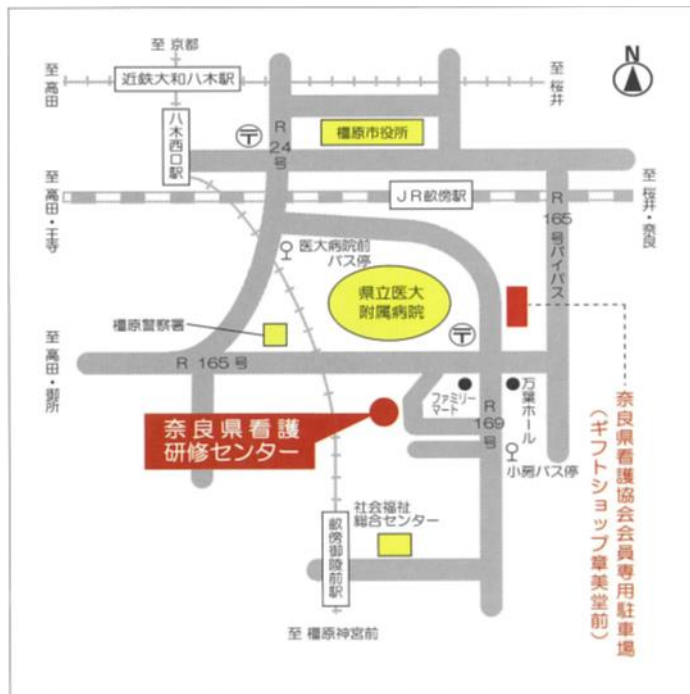 至 京都
N
至 高田
近鉄大和八木駅
至 桜井
八木西口駅
〒
R 24号
橿原市役所
至 高田・王寺
JR畝傍駅
R 165号バイパス
至 桜井・奈良
医大病院前
バス停
県立医大
附属病院
橿原警察署
〒
至 高田・御所
R 165号
ファミリー
マート
万葉ホール
R 169号
奈良県看護
研修センター
小房バス停
奈良県看護協会会員専用駐車場
（ギフトショップ章美堂前）
社会福祉
総合センター
畝傍御陵前駅
至 橿原神宮前